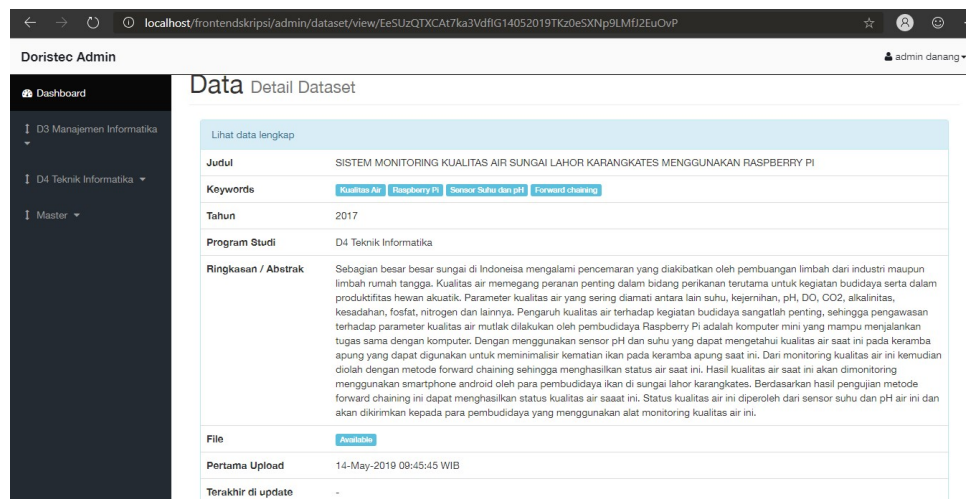 localhost/frontendskripsi/admin/dataset/view/EeSUzQTXCAt7ka3VdfIG14052019TKz0eSXNp9LMfJ2EuOvP
Doristec Admin
admin danang
Dashboard
D3 Manajemen Informatika
D4 Teknik Informatika
Master
Data Detail Dataset
Lihat data lengkap
Judul SISTEM MONITORING KUALITAS AIR SUNGAI LAHOR KARANGKATES MENGGUNAKAN RASPBERRY PI
Keywords Kualitas Air Raspberry Pi Sensor Suhu dan pH Forward chaining
Tahun 2017
Program Studi D4 Teknik Informatika
Ringkasan / Abstrak Sebagian besar besar sungai di Indoneisa mengalami pencemaran yang diakibatkan oleh pembuangan limbah dari industri maupun
limbah rumah tangga. Kualitas air memegang peranan penting dalam bidang perikanan terutama untuk kegiatan budidaya serta dalam
produktifitas hewan akuatik. Parameter kualitas air yang sering diamati antara lain suhu, kejernihan, pH, DO, CO2, alkalinitas,
kesadahan, fosfat, nitrogen dan lainnya. Pengaruh kualitas air terhadap kegiatan budidaya sangatlah penting, sehingga pengawasan
terhadap parameter kualitas air mutlak dilakukan oleh pembudidaya Raspberry Pi adalah komputer mini yang mampu menjalankan
tugas sama dengan komputer. Dengan menggunakan sensor pH dan suhu yang dapat mengetahui kualitas air saat ini pada keramba
apung yang dapat digunakan untuk meminimalisir kematian ikan pada keramba apung saat ini. Dari monitoring kualitas air ini kemudian
diolah dengan metode forward chaining sehingga menghasilkan status air saat ini. Hasil kualitas air saat ini akan dimonitoring
menggunakan smartphone android oleh para pembudidaya ikan di sungai lahor karangkates. Berdasarkan hasil pengujian metode
forward chaining ini dapat menghasilkan status kualitas air saaat ini. Status kualitas air ini diperoleh dari sensor suhu dan pH air ini dan
akan dikirimkan kepada para pembudidaya yang menggunakan alat monitoring kualitas air ini.
File Available
Pertama Upload 14-May-2019 09:45:45 WIB
Terakhir di update -